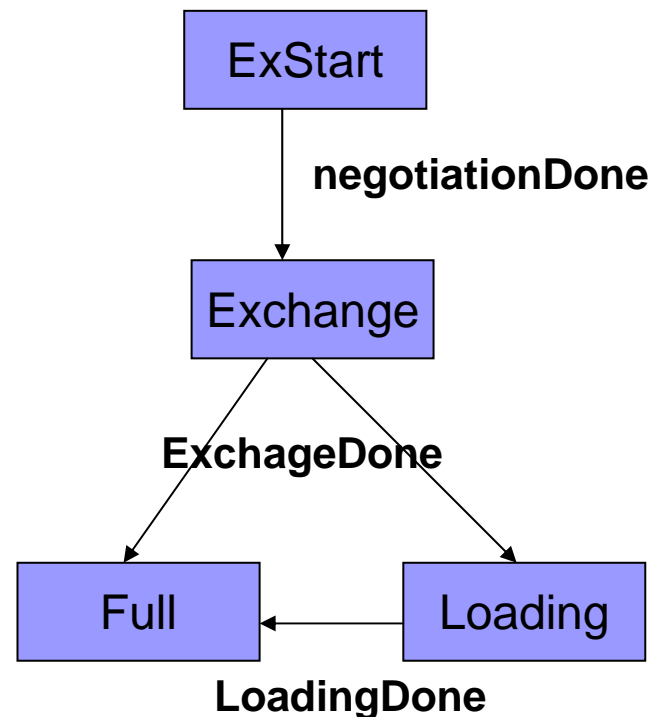 ExStart
negotiationDone
Exchange
ExchageDone
Full
Loading
LoadingDone